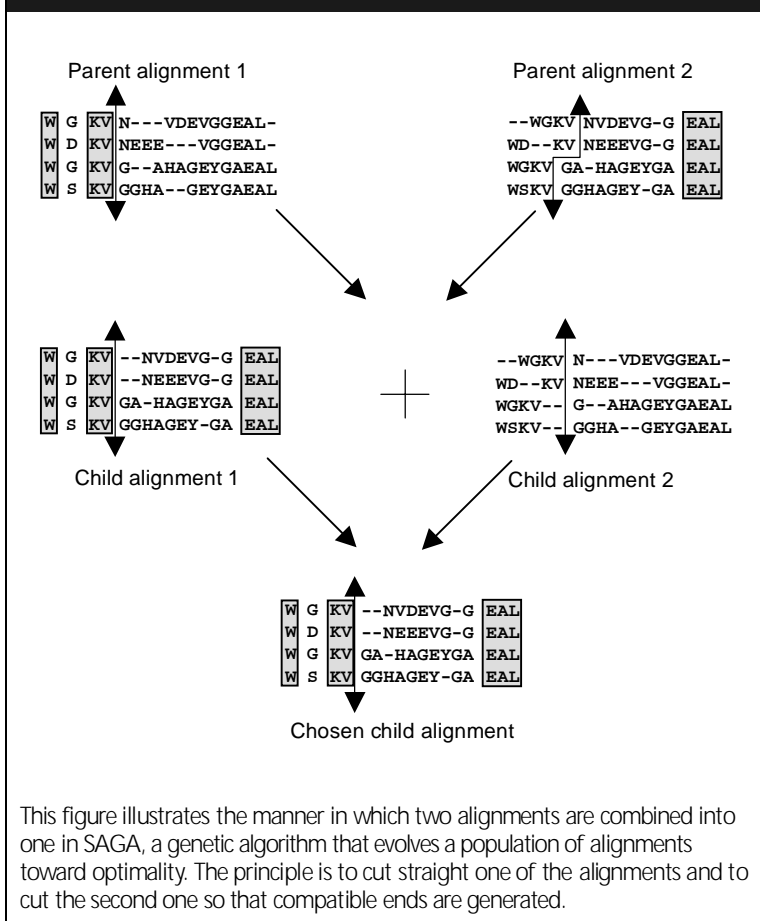 Parent alignment 1
Parent alignment 2
W G KV N---VDEVGGEAL-
W D KV NEEE---VGGEAL-
W G KV G--AHAGEYGAEAL
W S KV GGHA--GEYGAEAL
--WGKV NVDEVG-G EAL
WD--KV NEEEVG-G EAL
WGKV GA-HAGEYGA EAL
WSKV GGHAGEY-GA EAL
W G KV --NVDEVG-G EAL
W D KV --NEEEVG-G EAL
W G KV GA-HAGEYGA EAL
W S KV GGHAGEY-GA EAL
Child alignment 1
--WGKV N---VDEVGGEAL-
WD--KV NEEE---VGGEAL-
WGKV-- G--AHAGEYGAEAL
WSKV-- GGHA--GEYGAEAL
Child alignment 2
W G KV --NVDEVG-G EAL
W D KV --NEEEVG-G EAL
W G KV GA-HAGEYGA EAL
W S KV GGHAGEY-GA EAL
Chosen child alignment
This figure illustrates the manner in which two alignments are combined into
one in SAGA, a genetic algorithm that evolves a population of alignments
toward optimality. The principle is to cut straight one of the alignments and to
cut the second one so that compatible ends are generated.